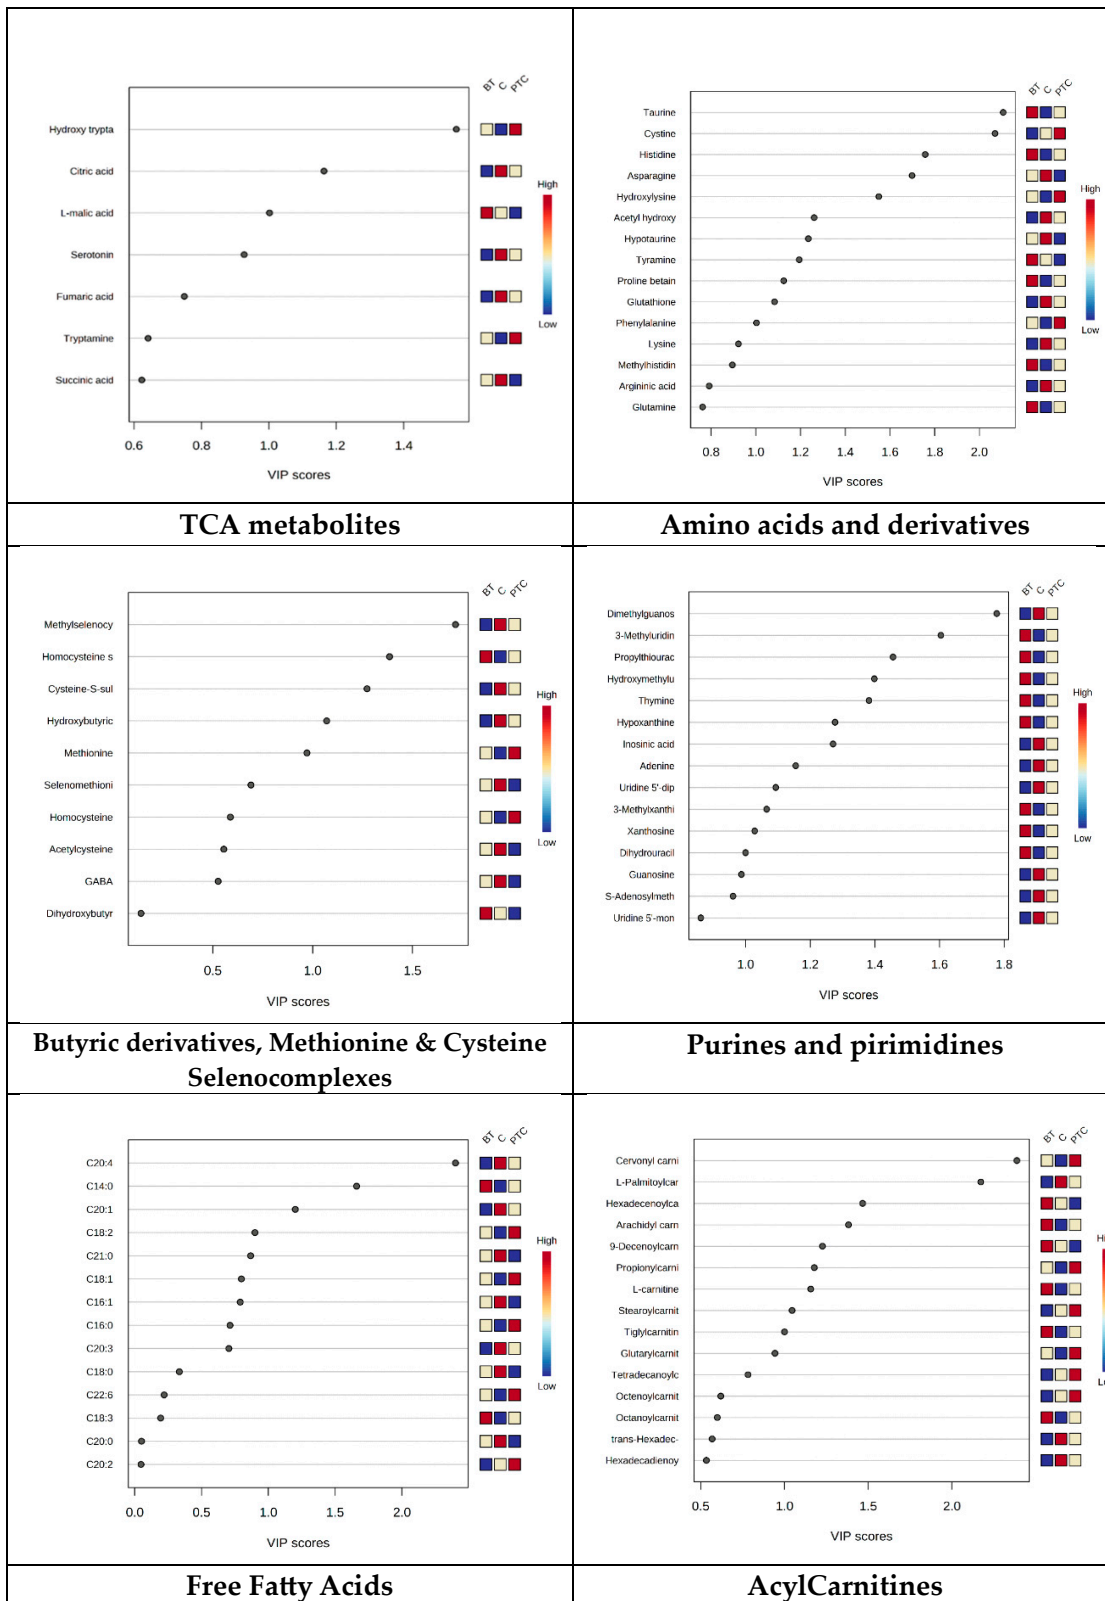 BT C PTC
Hydroxy trypta
Citric acid
L-malic acid
Serotonin
Fumaric acid
Tryptamine
Succinic acid
High
Low
0.6 0.8 1.0 1.2 1.4
VIP scores
TCA metabolites
BT C PTC
Taurine
Cystine
Histidine
Asparagine
Hydroxylysine
Acetyl hydroxy
Hypotaurine
Tyramine
Proline betain
Glutathione
Phenylalanine
Lysine
Methylhistidin
Argininic acid
Glutamine
High
Low
0.8 1.0 1.2 1.4 1.6 1.8 2.0
VIP scores
Amino acids and derivatives
BT C PTC
Methylselenocy
Homocysteine s
Cysteine-S-sul
Hydroxybutyric
Methionine
Selenomethioni
Homocysteine
Acetylcysteine
GABA
Dihydroxybutyr
High
Low
0.5 1.0 1.5
VIP scores
Butyric derivatives, Methionine & Cysteine
Selenocomplexes
BT C PTC
Dimethylguanos
3-Methyluridin
Propylthiourac
Hydroxymethylu
Thymine
Hypoxanthine
Inosinic acid
Adenine
Uridine 5'-dip
3-Methylxanthi
Xanthosine
Dihydrouracil
Guanosine
S-Adenosylmeth
Uridine 5'-mon
High
Low
1.0 1.2 1.4 1.6 1.8
VIP scores
Purines and pirimidines
BT C PTC
C20:4
C14:0
C20:1
C18:2
C21:0
C18:1
C16:1
C16:0
C20:3
C18:0
C22:6
C18:3
C20:0
C20:2
High
Low
0.0 0.5 1.0 1.5 2.0
VIP scores
Free Fatty Acids
BT C PTC
Cervonyl carni
L-Palmitoylcar
Hexadecenoylca
Arachidyl carn
9-Decenoylcarn
Propionylcarni
L-carnitine
Stearoylcarnit
Tiglylcarnitin
Glutarylcarnit
Tetradecanoylc
Octenoylcarnit
Octanoylcarnit
trans-Hexadec-
Hexadecadienoy
0.5 1.0 1.5 2.0
VIP scores
AcylCarnitines